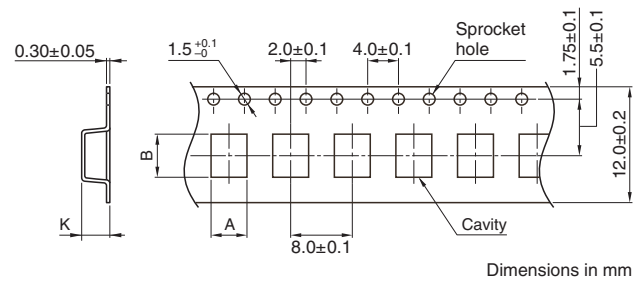 0.30±0.05
1.5 +0.1 −0
2.0±0.1
4.0±0.1
Sprocket
hole
1.75±0.1
5.5±0.1
12.0±0.2
B
K
A
8.0±0.1
Cavity
Dimensions in mm